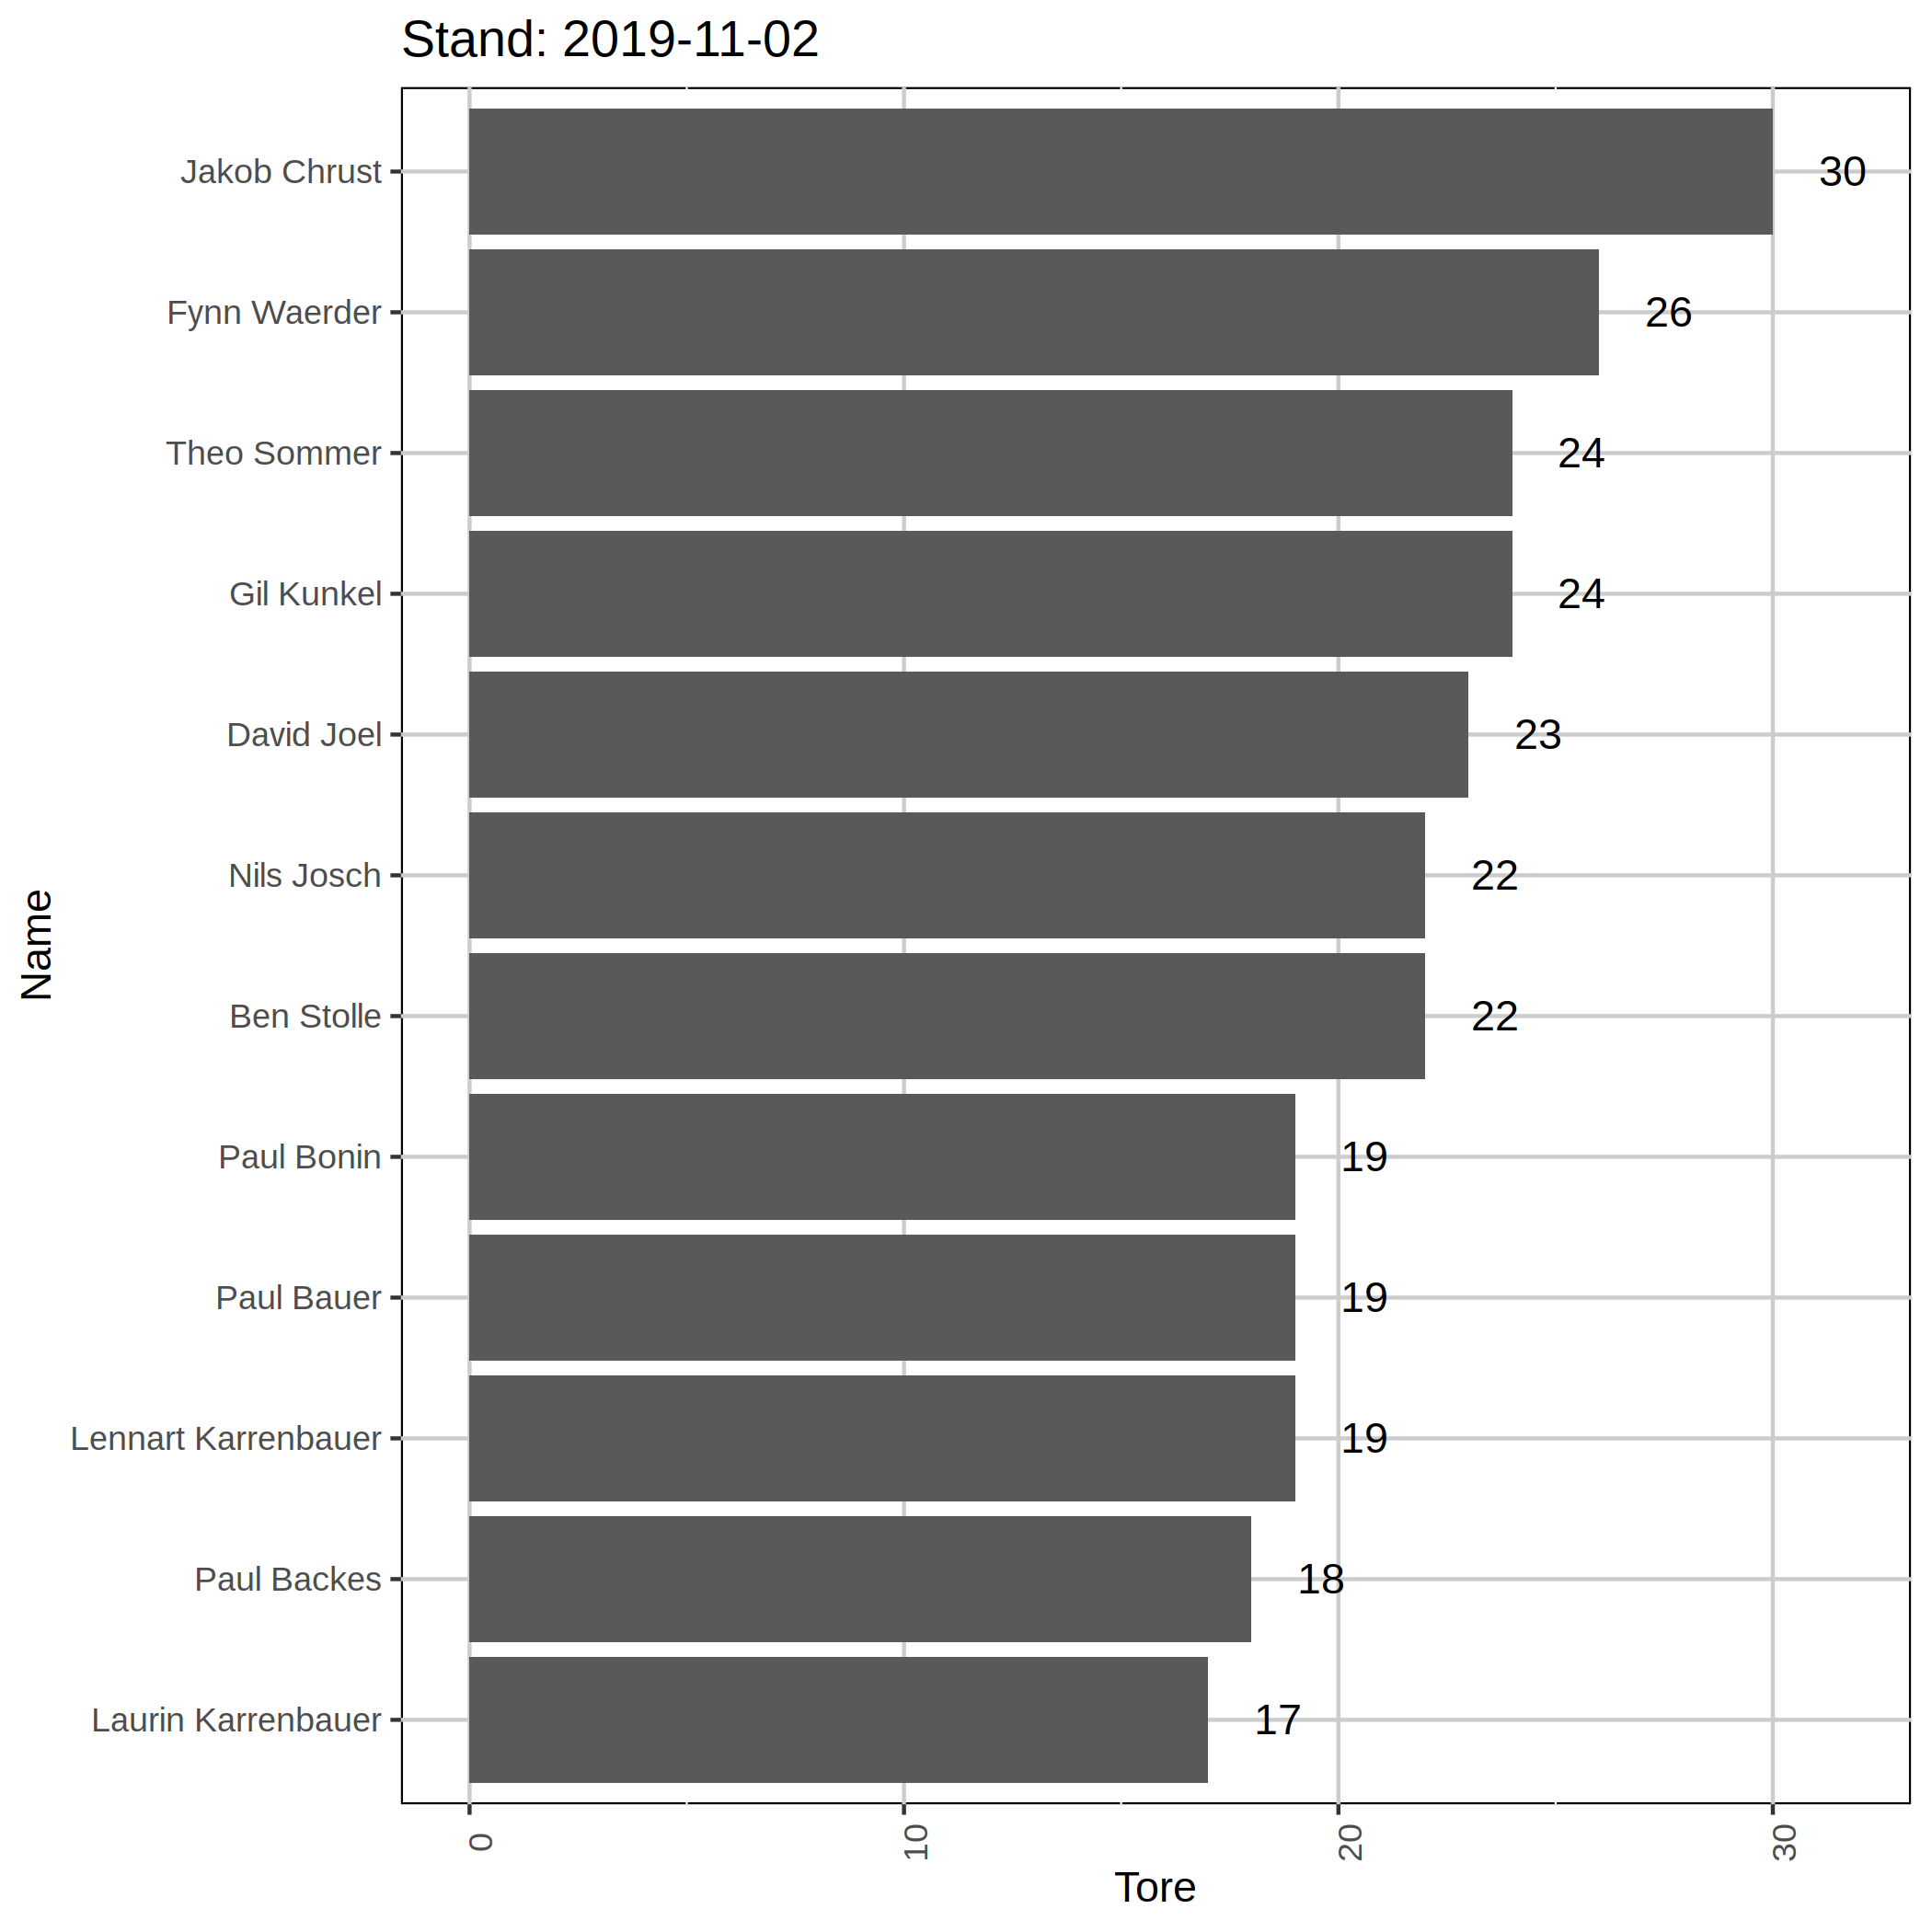 Stand: 2019-11-02
Jakob Chrust 30
Fynn Waerder 26
Theo Sommer 24
Gil Kunkel 24
David Joel 23
Nils Josch 22
Ben Stolle 22
Paul Bonin 19
Paul Bauer 19
Lennart Karrenbauer 19
Paul Backes 18
Laurin Karrenbauer 17
Name
0 10 20 30
Tore